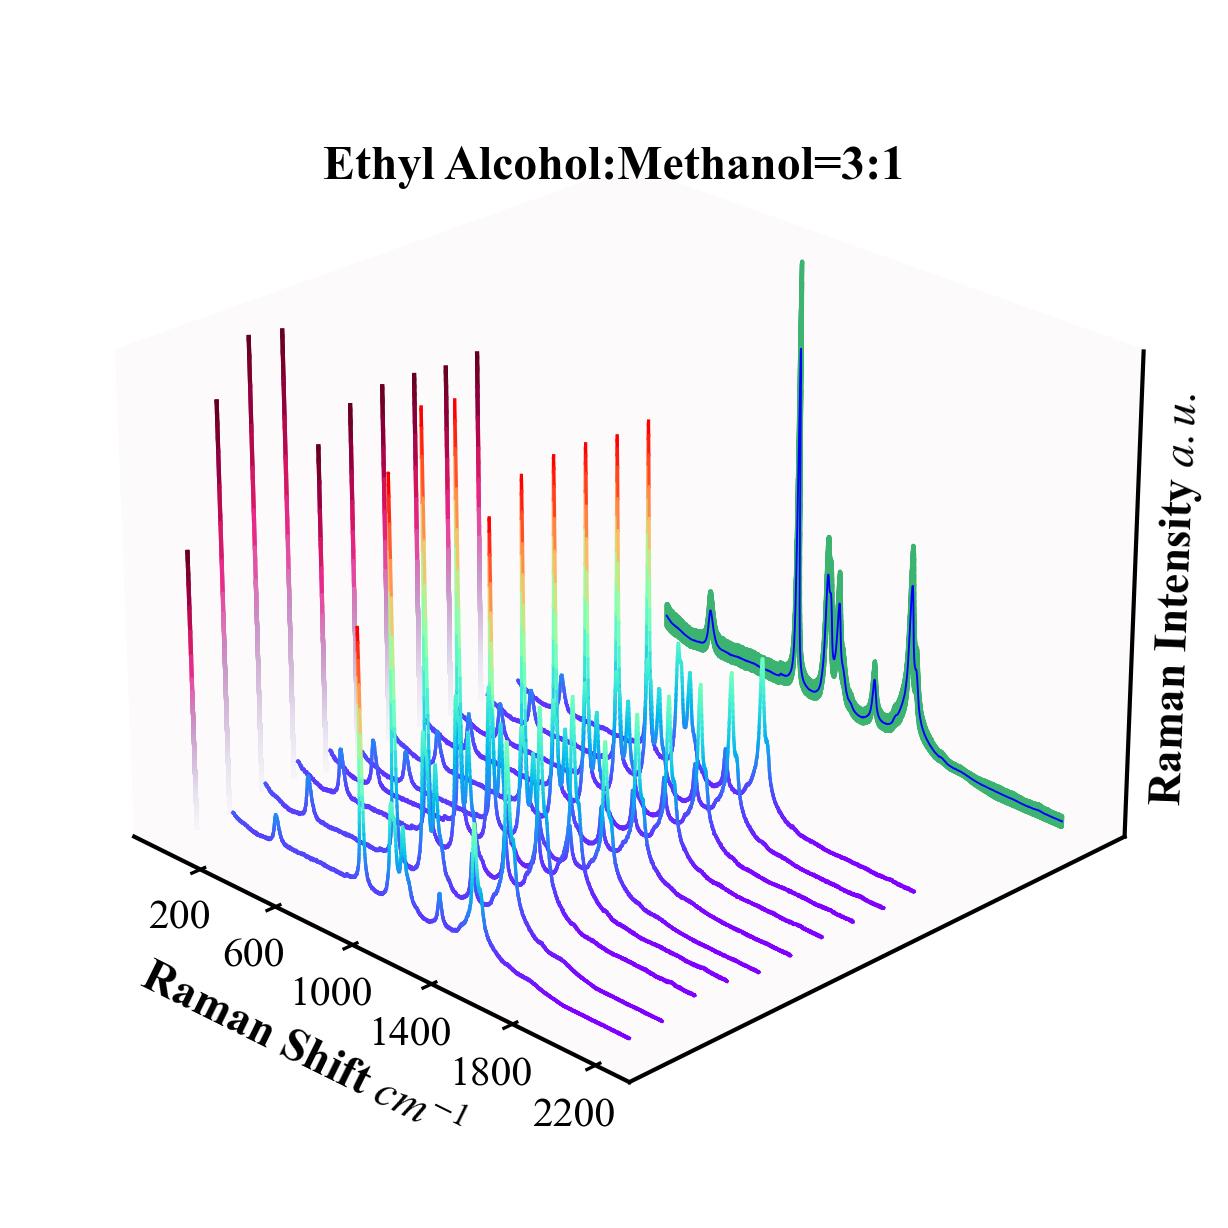 Ethyl Alcohol:Methanol=3:1
Raman Intensity a.u.
200
600
1000
1400
1800
2200
Raman Shift cm⁻¹